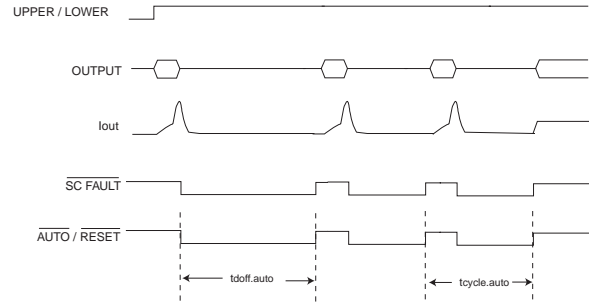 UPPER / LOWER
OUTPUT
Iout
SC FAULT
AUTO / RESET
tdoff.auto
tcycle.auto